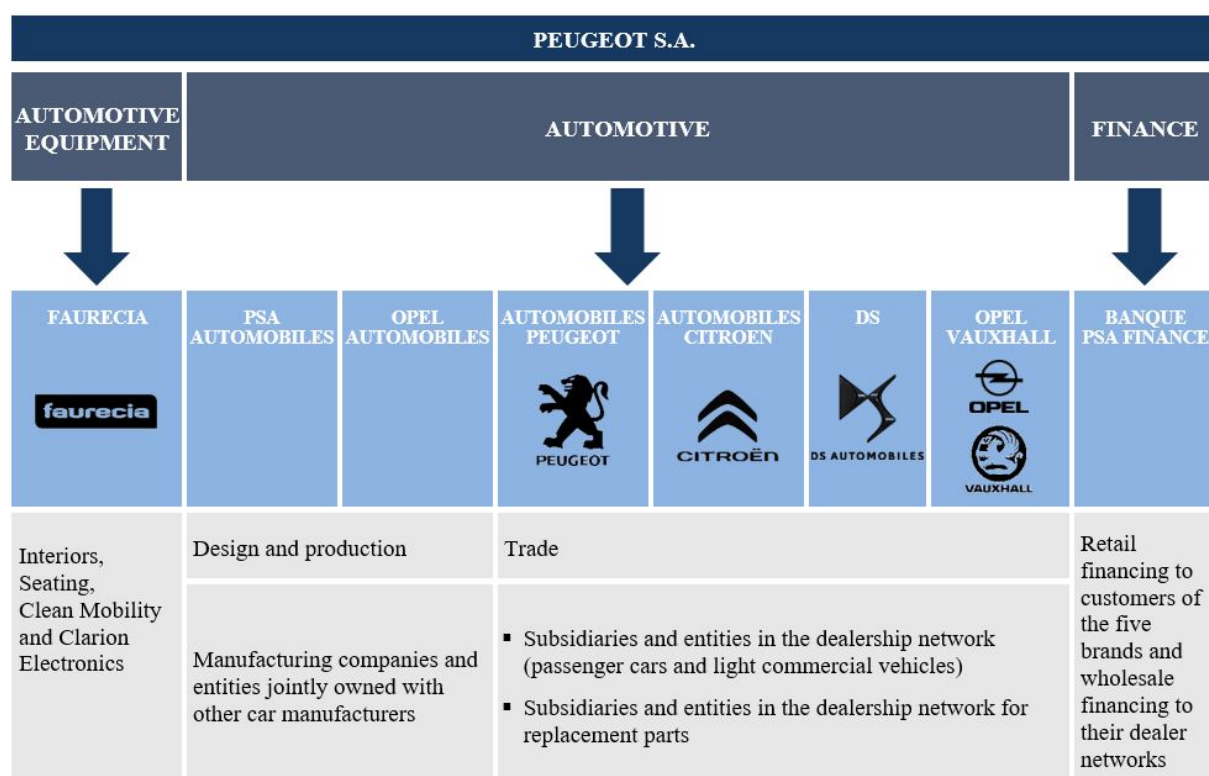 PEUGEOT S.A.
AUTOMOTIVE
EQUIPMENT
AUTOMOTIVE
FINANCE
FAURECIA
faurecia
PSA
AUTOMOBILES
OPEL
AUTOMOBILES
AUTOMOBILES
PEUGEOT
PEUGEOT
AUTOMOBILES
CITROEN
CITROËN
DS
DS AUTOMOBILES
OPEL
VAUXHALL
OPEL
VAUXHALL
BANQUE
PSA FINANCE
Interiors,
Seating,
Clean Mobility
and Clarion
Electronics
Design and production
Manufacturing companies and
entities jointly owned with
other car manufacturers
Trade
▪ Subsidiaries and entities in the dealership network
(passenger cars and light commercial vehicles)
▪ Subsidiaries and entities in the dealership network for
replacement parts
Retail
financing to
customers of
the five
brands and
wholesale
financing to
their dealer
networks